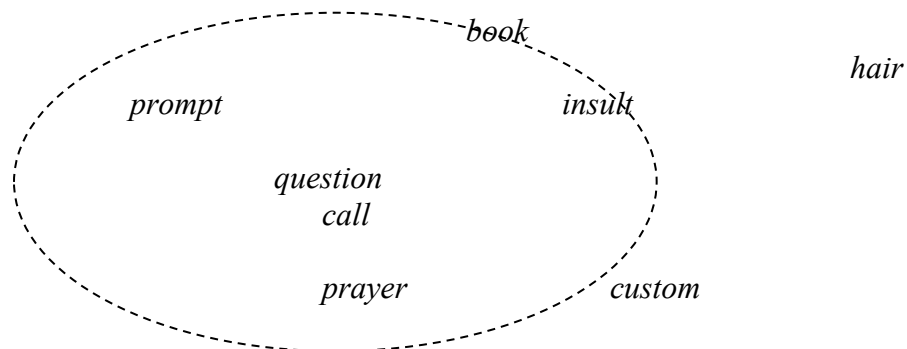 book
hair
prompt insult
question
call
prayer custom